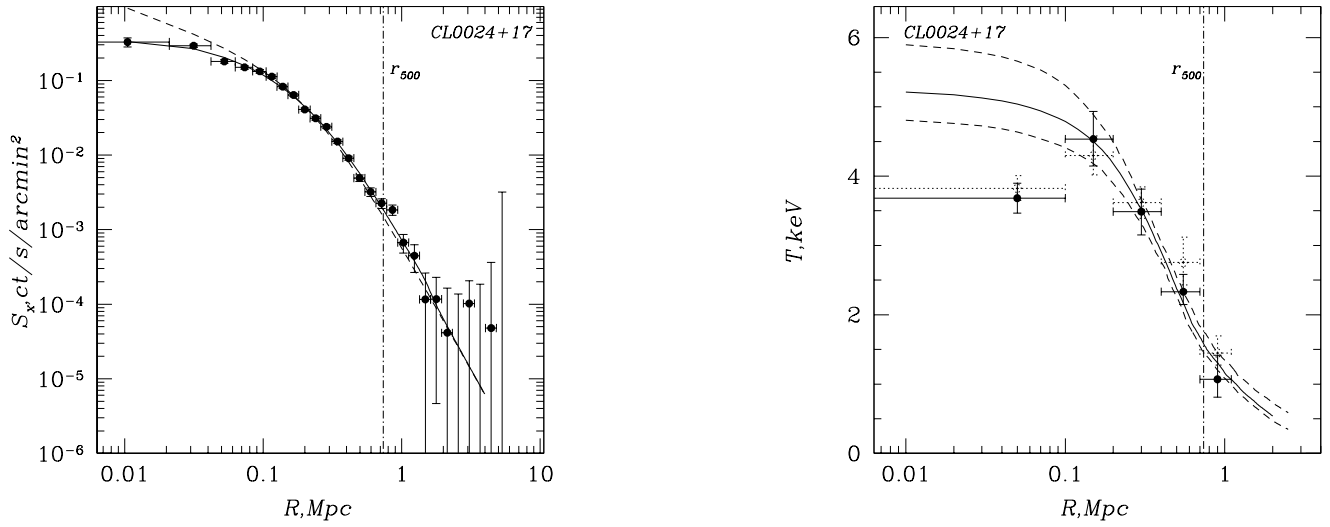 CL0024+17
r500
10⁻¹
10⁻²
10⁻³
10⁻⁴
10⁻⁵
10⁻⁶
Sx,ct/s/arcmin²
0.01 0.1 1 10
R,Mpc
CL0024+17
r500
6
4
2
0
T,keV
0.01 0.1 1
R,Mpc